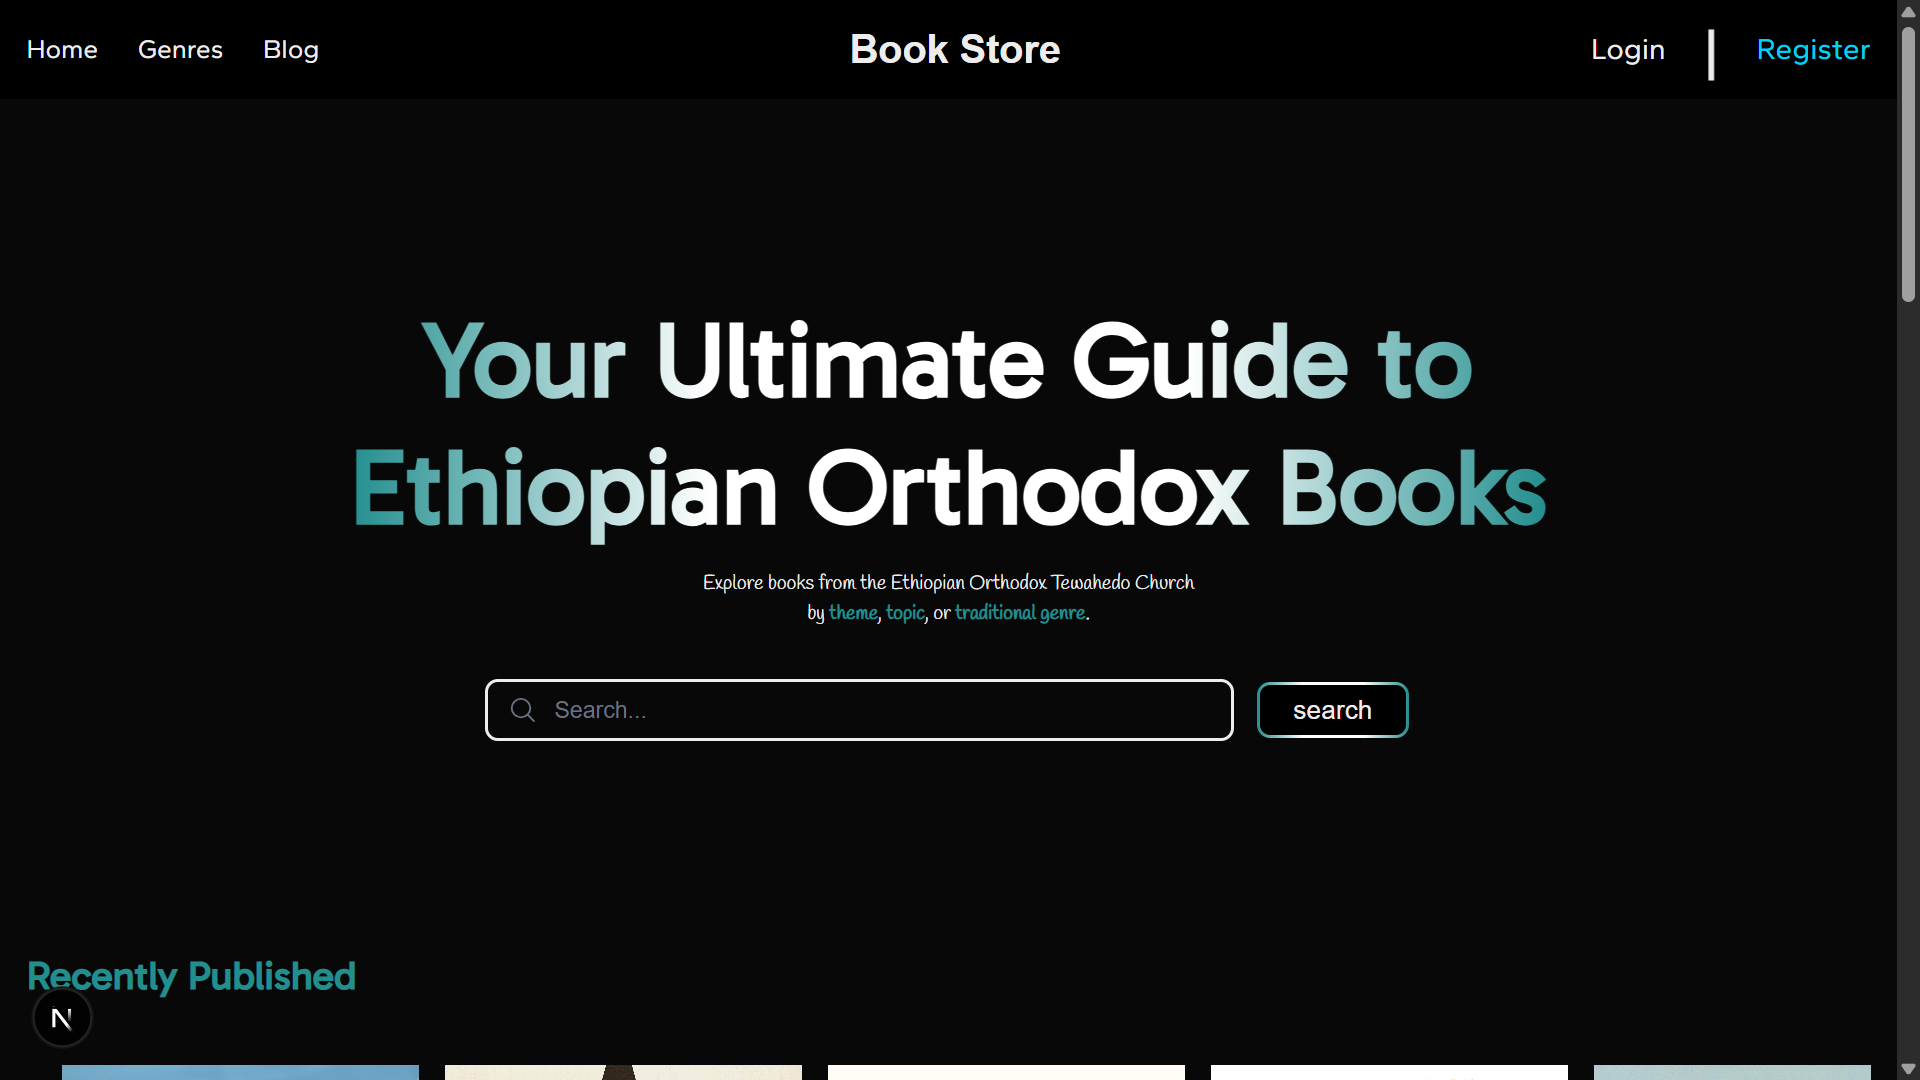 Home Genres Blog Book Store Login | Register
Your Ultimate Guide to
Ethiopian Orthodox Books
Explore books from the Ethiopian Orthodox Tewahedo Church
by theme, topic, or traditional genre.
Search... search
Recently Published
N